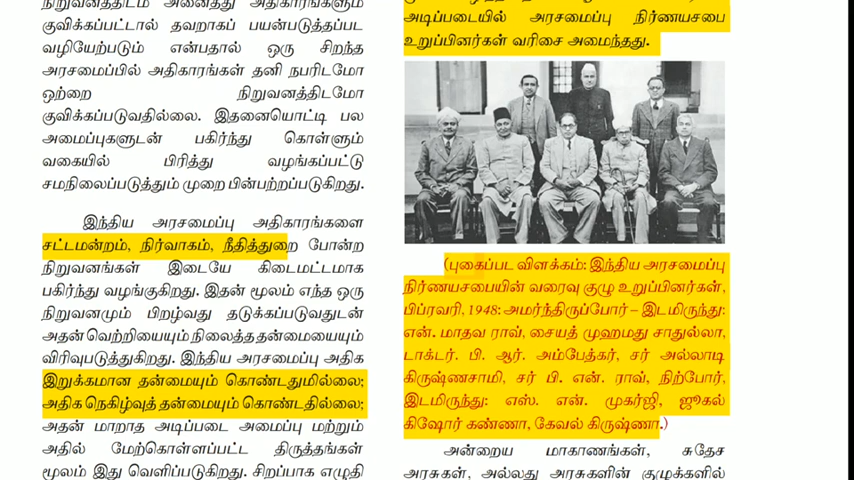 நிறுவனத்திடம் அனைத்து அதிகாரங்களும்
குவிக்கப்பட்டால் தவறாகப் பயன்படுத்தப்பட
வழியேற்படும் என்பதால் ஒரு சிறந்த
அரசமைப்பில் அதிகாரங்கள் தனி நபரிடமோ
ஒற்றை நிறுவனத்திடமோ
குவிக்கப்படுவதில்லை. இதனையொட்டி பல
அமைப்புகளுடன் பகிர்ந்து கொள்ளும்
வகையில் பிரித்து வழங்கப்பட்டு
சமநிலைப்படுத்தும் முறை பின்பற்றப்படுகிறது.
இந்திய அரசமைப்பு அதிகாரங்களை
சட்டமன்றம், நிர்வாகம், நீதித்துறை போன்ற
நிறுவனங்கள் இடையே கிடைமட்டமாக
பகிர்ந்து வழங்குகிறது. இதன் மூலம் எந்த ஒரு
நிறுவனமும் பிறழ்வது தடுக்கப்படுவதுடன்
அதன் வெற்றியையும் நிலைத்த தன்மையையும்
விரிவுபடுத்துகிறது. இந்திய அரசமைப்பு அதிக
இறுக்கமான தன்மையும் கொண்டதுமில்லை;
அதிக நெகிழ்வுத் தன்மையும் கொண்டதில்லை;
அதன் மாறாத அடிப்படை அமைப்பு மற்றும்
அதில் மேற்கொள்ளப்பட்ட திருத்தங்கள்
மூலம் இது வெளிப்படுகிறது. சிறப்பாக எழுதி
அடிப்படையில் அரசமைப்பு நிர்ணயசபை
உறுப்பினர்கள் வரிசை அமைந்தது.
(புகைப்பட விளக்கம்: இந்திய அரசமைப்பு
நிர்ணயசபையின் வரைவு குழு உறுப்பினர்கள்,
பிப்ரவரி, 1948: அமர்ந்திருப்போர் – இடமிருந்து:
என். மாதவ ராவ், சையத் முஹமது சாதுல்லா,
டாக்டர். பி. ஆர். அம்பேத்கர், சர் அல்லாடி
கிருஷ்ணசாமி, சர் பி. என். ராவ், நிற்போர்,
இடமிருந்து: எஸ். என். முகர்ஜி, ஜூகல்
கிஷோர் கண்ணா, கேவல் கிருஷ்ணா.)
அன்றைய மாகாணங்கள், சுதேச
அரசுகள், அல்லது அரசுகளின் குழுக்களில்